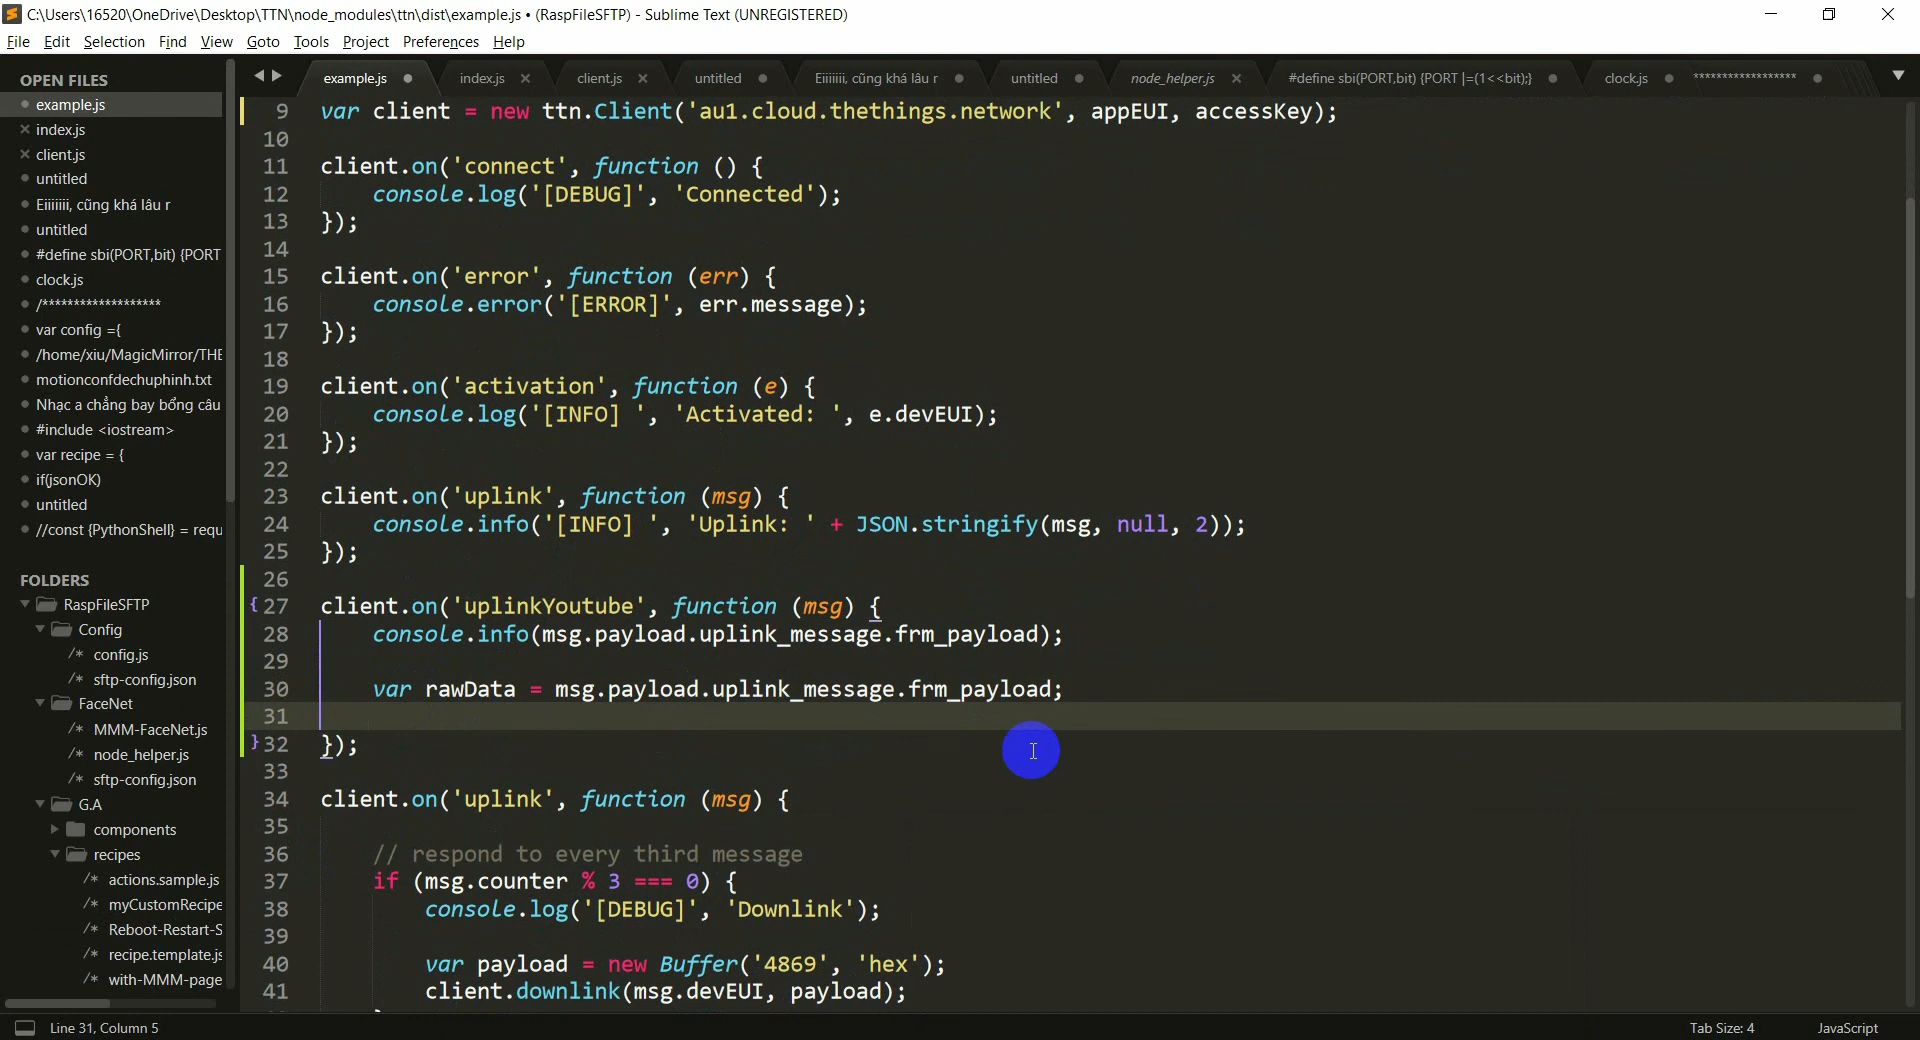 C:\Users\16520\OneDrive\Desktop\TTN\node_modules\ttn\dist\example.js • (RaspFileSFTP) - Sublime Text (UNREGISTERED)
File Edit Selection Find View Goto Tools Project Preferences Help
OPEN FILES
example.js
index.js
client.js
untitled
Eiiiiii, cũng khá lâu r
untitled
#define sbi(PORT,bit) {PORT
clock.js
/*******************
var config ={
/home/xiu/MagicMirror/THE
motionconfdechuphinh.txt
Nhạc a chẳng bay bổng câu
#include <iostream>
var recipe = {
if(jsonOK)
untitled
//const {PythonShell} = requ
FOLDERS
RaspFileSFTP
Config
/* config.js
/* sftp-config.json
FaceNet
/* MMM-FaceNet.js
/* node_helper.js
/* sftp-config.json
G.A
components
recipes
/* actions.sample.js
/* myCustomRecipe
/* Reboot-Restart-S
/* recipe.template.js
/* with-MMM-page
example.js index.js client.js untitled Eiiiiii, cũng khá lâu r untitled node_helper.js #define sbi(PORT,bit) {PORT |=(1<<bit);} clock.js ******************
9 var client = new ttn.Client('au1.cloud.thethings.network', appEUI, accessKey);
10
11 client.on('connect', function () {
12 console.log('[DEBUG]', 'Connected');
13 });
14
15 client.on('error', function (err) {
16 console.error('[ERROR]', err.message);
17 });
18
19 client.on('activation', function (e) {
20 console.log('[INFO] ', 'Activated: ', e.devEUI);
21 });
22
23 client.on('uplink', function (msg) {
24 console.info('[INFO] ', 'Uplink: ' + JSON.stringify(msg, null, 2));
25 });
26
27 client.on('uplinkYoutube', function (msg) {
28 console.info(msg.payload.uplink_message.frm_payload);
29
30 var rawData = msg.payload.uplink_message.frm_payload;
31
32 });
33
34 client.on('uplink', function (msg) {
35
36 // respond to every third message
37 if (msg.counter % 3 === 0) {
38 console.log('[DEBUG]', 'Downlink');
39
40 var payload = new Buffer('4869', 'hex');
41 client.downlink(msg.devEUI, payload);
Line 31, Column 5
Tab Size: 4
JavaScript